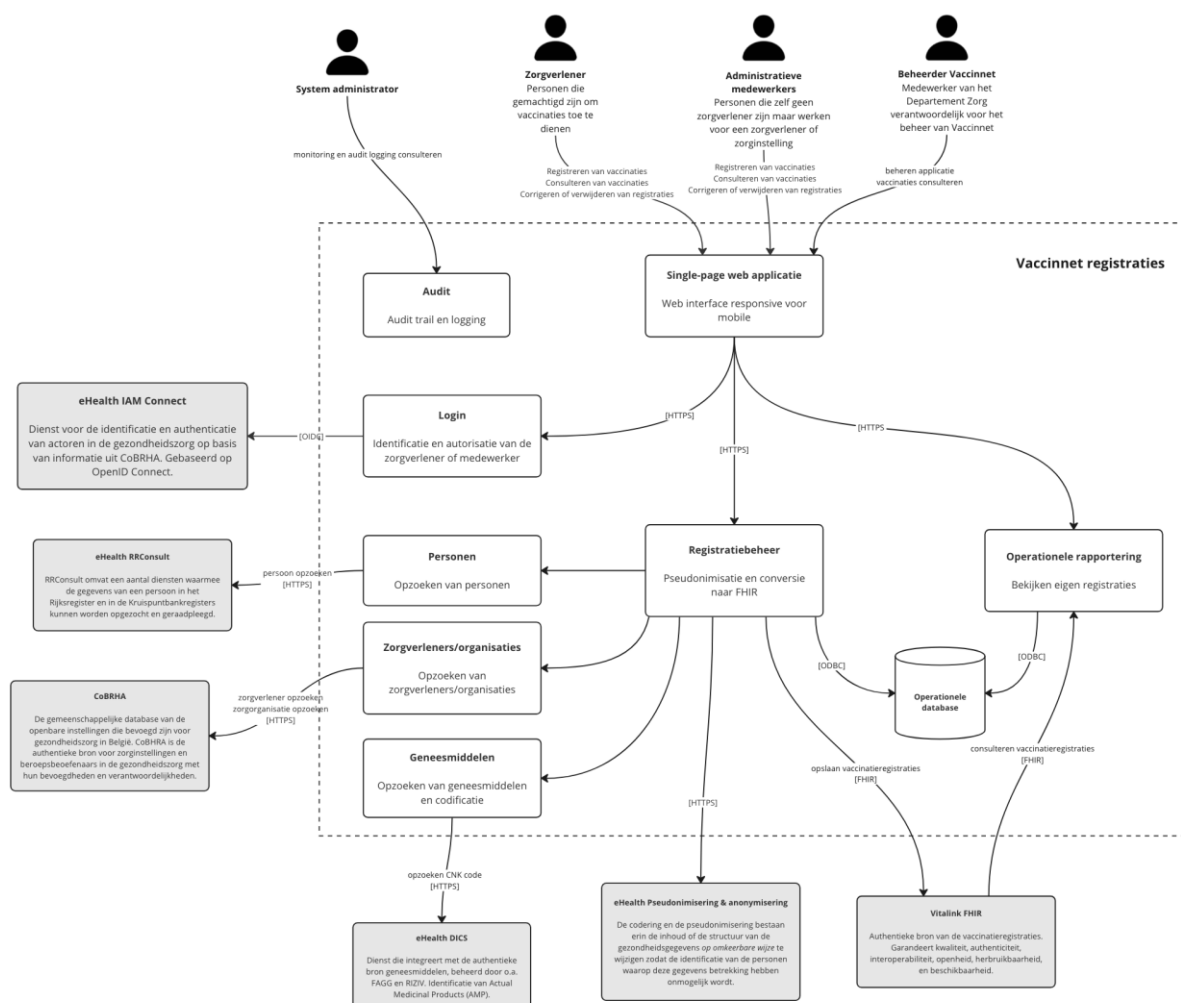 System administrator
Zorgverlener
Personen die
gemachtigd zijn om
vaccinaties toe te
dienen
Administratieve
medewerkers
Personen die zelf geen
zorgverlener zijn maar werken
voor een zorgverlener of
zorginstelling
Beheerder Vaccinnet
Medewerker van het
Departement Zorg
verantwoordelijk voor het
beheer van Vaccinnet
monitoring en audit logging consulteren
Registreren van vaccinaties
Consulteren van vaccinaties
Corrigeren of verwijderen van registraties
Registreren van vaccinaties
Consulteren van vaccinaties
Corrigeren of verwijderen van registraties
beheren applicatie
vaccinaties consulteren
Vaccinnet registraties
Audit
Audit trail en logging
Single-page web applicatie
Web interface responsive voor
mobile
eHealth IAM Connect
Dienst voor de identificatie en authenticatie
van actoren in de gezondheidszorg op basis
van informatie uit CoBRHA. Gebaseerd op
OpenID Connect.
[OIDC]
Login
Identificatie en autorisatie van de
zorgverlener of medewerker
[HTTPS]
[HTTPS]
[HTTPS
eHealth RRConsult
RRConsult omvat een aantal diensten waarmee
de gegevens van een persoon in het
Rijksregister en in de Kruispuntbankregisters
kunnen worden opgezocht en geraadpleegd.
persoon opzoeken
[HTTPS]
Personen
Opzoeken van personen
Registratiebeheer
Pseudonimisatie en conversie
naar FHIR
Operationele rapportering
Bekijken eigen registraties
Zorgverleners/organisaties
Opzoeken van
zorgverleners/organisaties
[ODBC]
[ODBC]
Operationele
database
CoBRHA
De gemeenschappelijke database van de
openbare instellingen die bevoegd zijn voor
gezondheidszorg in België. CoBHRA is de
authentieke bron voor zorginstellingen en
beroepsbeoefenaars in de gezondheidszorg met
hun bevoegdheden en verantwoordelijkheden.
zorgverlener opzoeken
zorgorganisatie opzoeken
[HTTPS]
Geneesmiddelen
Opzoeken van geneesmiddelen
en codificatie
[HTTPS]
opslaan vaccinatieregistraties
[FHIR]
consulteren vaccinatieregistraties
[FHIR]
opzoeken CNK code
[HTTPS]
eHealth DICS
Dienst die integreert met de authentieke
bron geneesmiddelen, beheerd door o.a.
FAGG en RIZIV. Identificatie van Actual
Medicinal Products (AMP).
eHealth Pseudonimisering & anonymisering
De codering en de pseudonimisering bestaan
erin de inhoud of de structuur van de
gezondheidsgegevens op omkeerbare wijze te
wijzigen zodat de identificatie van de personen
waarop deze gegevens betrekking hebben
onmogelijk wordt.
Vitalink FHIR
Authentieke bron van de vaccinatieregistraties.
Garandeert kwaliteit, authenticiteit,
interoperabiliteit, openheid, herbruikbaarheid,
en beschikbaarheid.